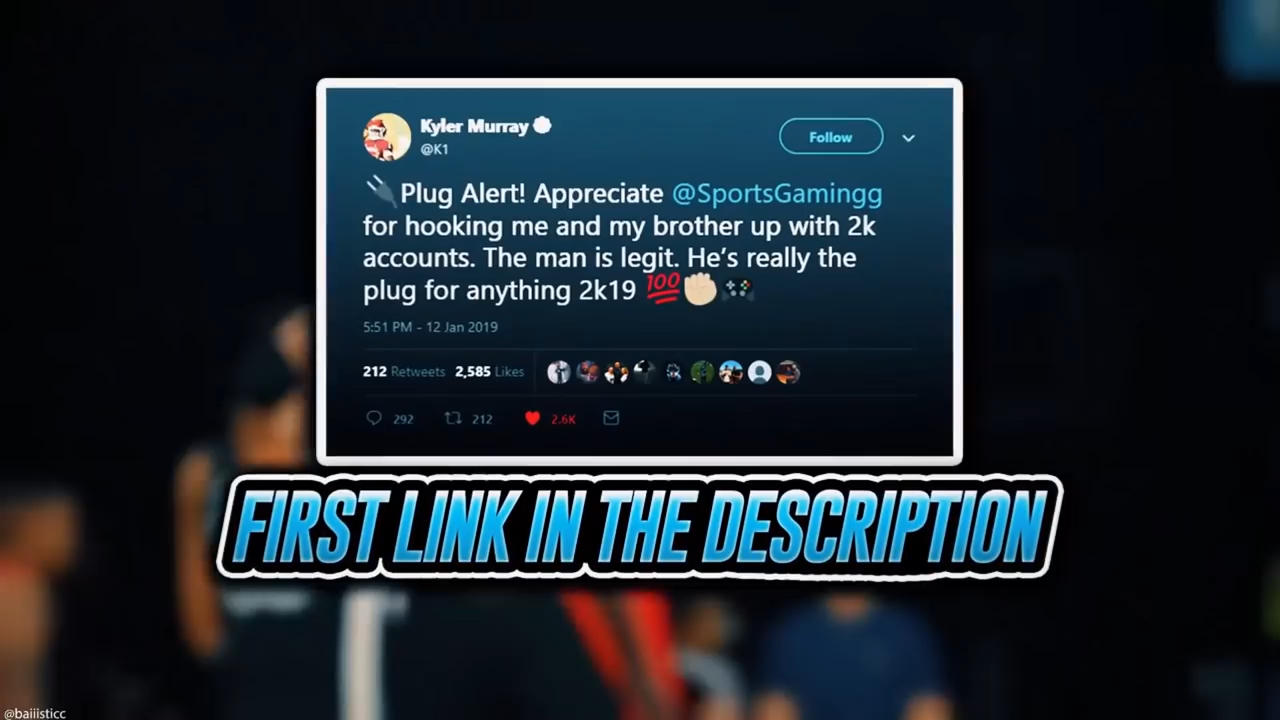 Kyler Murray
@K1
Follow
Plug Alert! Appreciate @SportsGamingg
for hooking me and my brother up with 2k
accounts. The man is legit. He’s really the
plug for anything 2k19 💯✊🏻🎮
5:51 PM - 12 Jan 2019
212 Retweets 2,585 Likes
292 212 2.6K
FIRST LINK IN THE DESCRIPTION
@baiiisticc